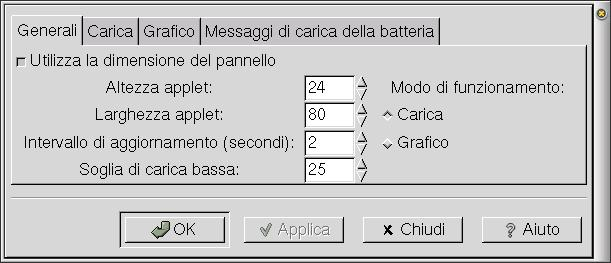 Generali Carica Grafico Messaggi di carica della batteria
Utilizza la dimensione del pannello
Altezza applet: 24 Modo di funzionamento:
Larghezza applet: 80 Carica
Intervallo di aggiornamento (secondi): 2 Grafico
Soglia di carica bassa: 25
OK Applica Chiudi Aiuto